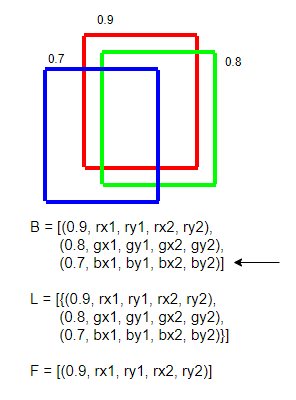 0.9
0.7
0.8
B = [(0.9, rx1, ry1, rx2, ry2),
(0.8, gx1, gy1, gx2, gy2),
(0.7, bx1, by1, bx2, by2)]
L = [{(0.9, rx1, ry1, rx2, ry2),
(0.8, gx1, gy1, gx2, gy2),
(0.7, bx1, by1, bx2, by2)}]
F = [(0.9, rx1, ry1, rx2, ry2)]